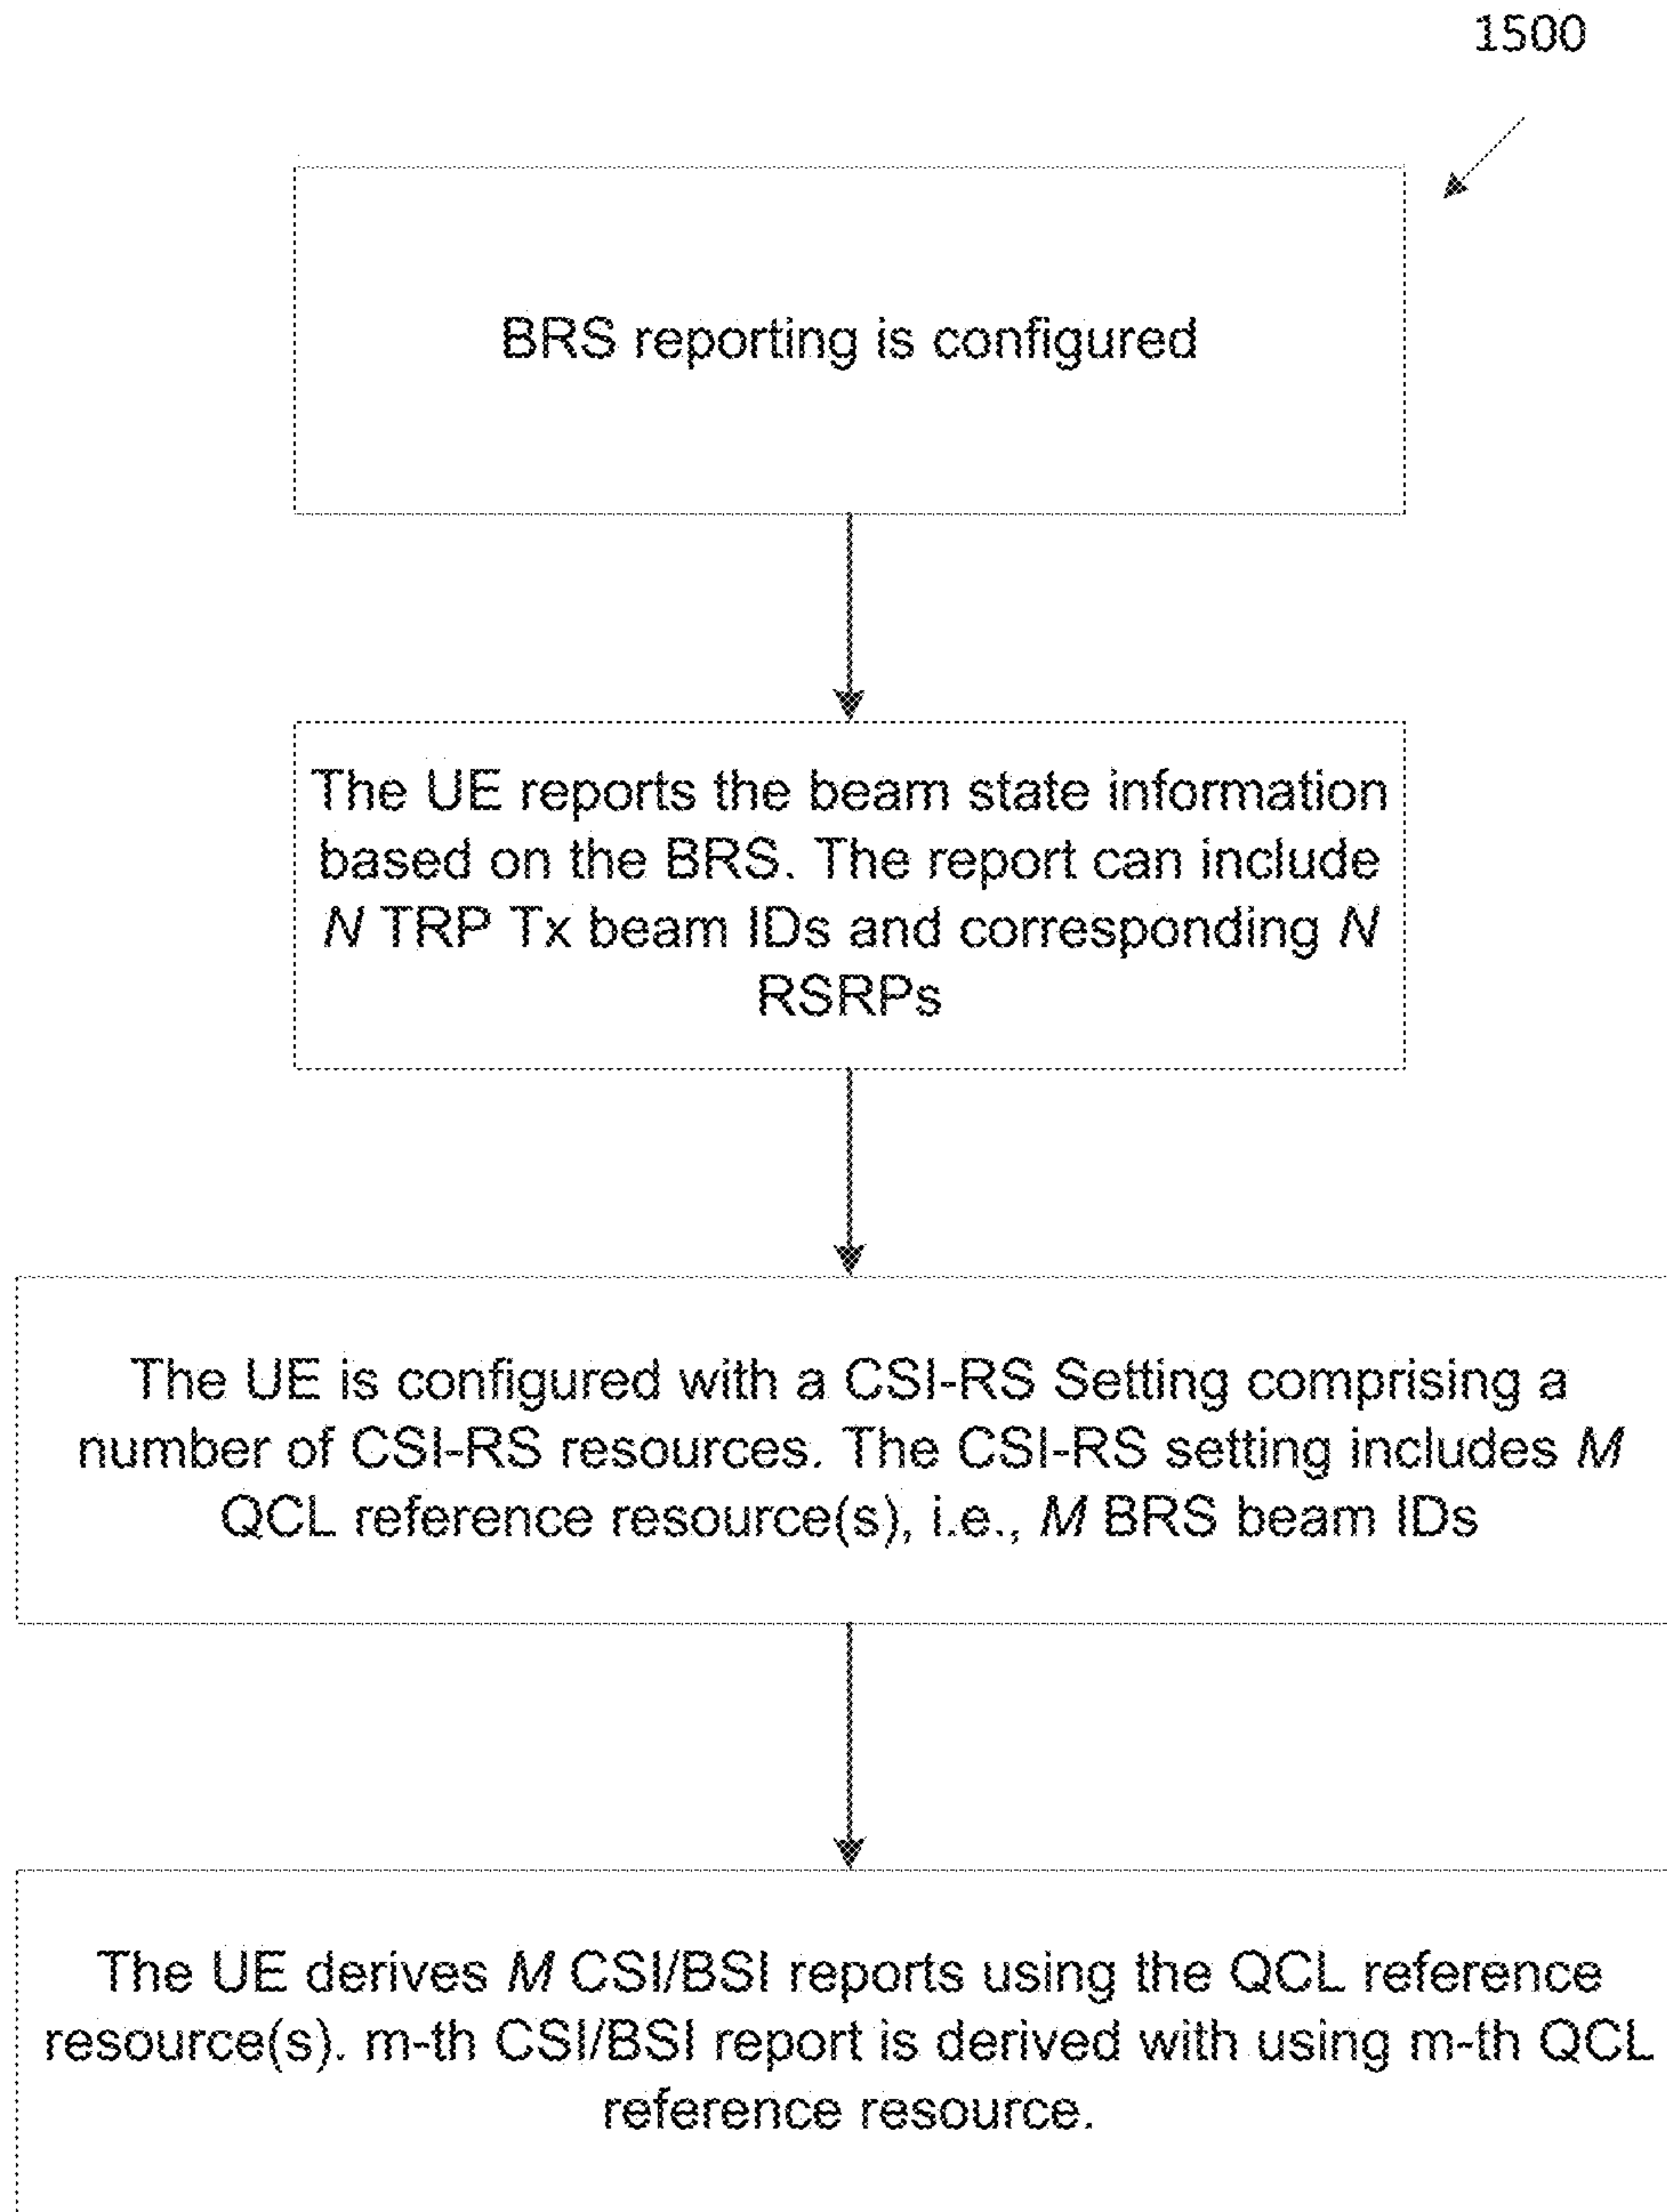 1500
BRS reporting is configured
The UE reports the beam state information
based on the BRS. The report can include
N TRP Tx beam IDs and corresponding N
RSRPs
The UE is configured with a CSI-RS Setting comprising a
number of CSI-RS resources. The CSI-RS setting includes M
QCL reference resource(s), i.e., M BRS beam IDs
The UE derives M CSI/BSI reports using the QCL reference
resource(s). m-th CSI/BSI report is derived with using m-th QCL
reference resource.